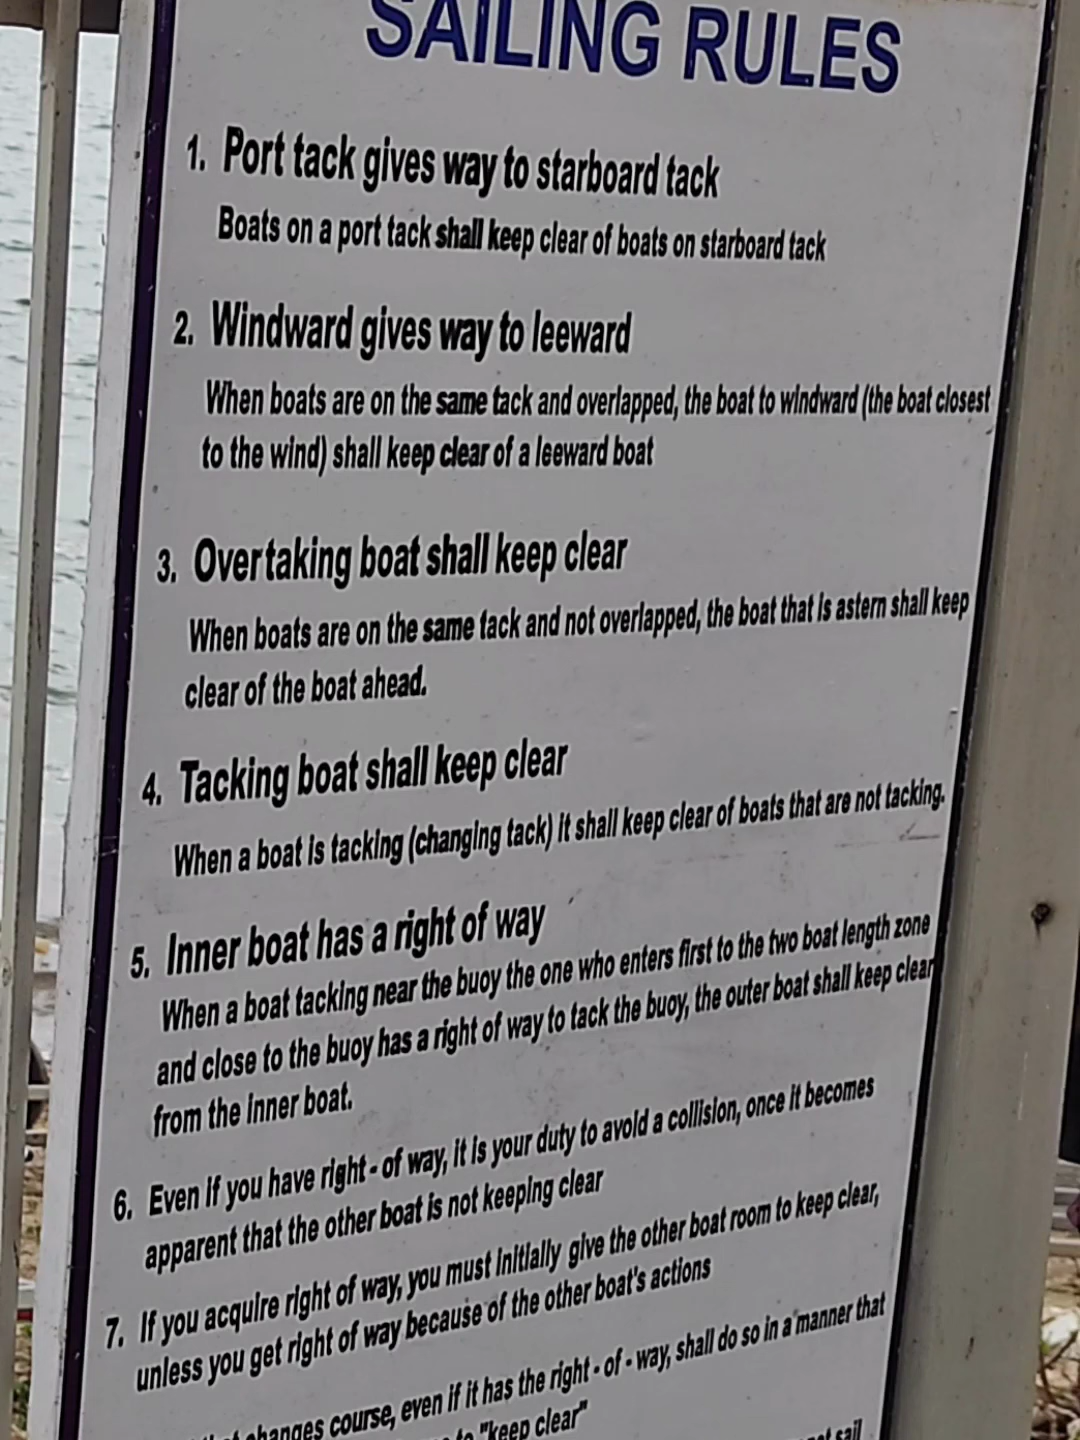 SAILING RULES
1. Port tack gives way to starboard tack
Boats on a port tack shall keep clear of boats on starboard tack
2. Windward gives way to leeward
When boats are on the same tack and overlapped, the boat to windward (the boat closest
to the wind) shall keep clear of a leeward boat
3. Overtaking boat shall keep clear
When boats are on the same tack and not overlapped, the boat that is astern shall keep
clear of the boat ahead.
4. Tacking boat shall keep clear
When a boat is tacking (changing tack) it shall keep clear of boats that are not tacking.
5. Inner boat has a right of way
When a boat tacking near the buoy the one who enters first to the two boat length zone
and close to the buoy has a right of way to tack the buoy, the outer boat shall keep clear
from the inner boat.
6. Even if you have right - of way, it is your duty to avoid a collision, once it becomes
apparent that the other boat is not keeping clear
7. If you acquire right of way, you must initially give the other boat room to keep clear,
unless you get right of way because of the other boat's actions
changes course, even if it has the right - of - way, shall do so in a manner that
to "keep clear"
sail